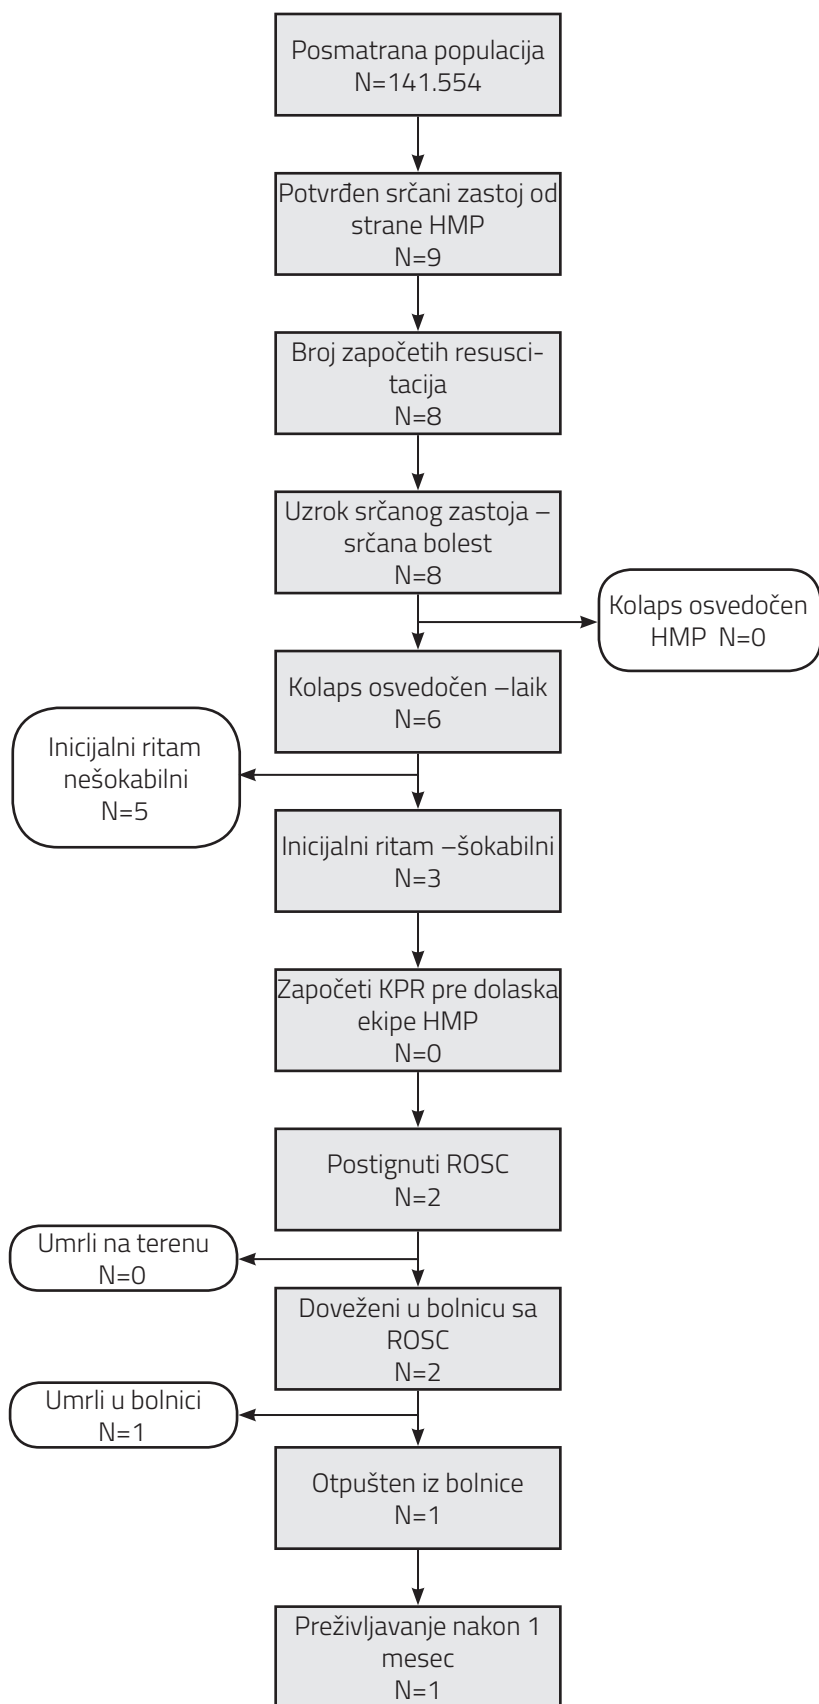 Posmatrana populacija
N=141.554
Potvrđen srčani zastoj od
strane HMP
N=9
Broj započetih resusci-
tacija
N=8
Uzrok srčanog zastoja –
srčana bolest
N=8
Kolaps osvedočen
HMP N=0
Kolaps osvedočen –laik
N=6
Inicijalni ritam
nešokabilni
N=5
Inicijalni ritam –šokabilni
N=3
Započeti KPR pre dolaska
ekipe HMP
N=0
Postignuti ROSC
N=2
Umrli na terenu
N=0
Doveženi u bolnicu sa
ROSC
N=2
Umrli u bolnici
N=1
Otpušten iz bolnice
N=1
Preživljavanje nakon 1
mesec
N=1